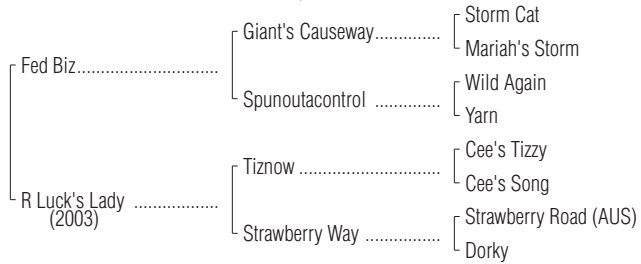 Storm Cat
Giant's Causeway..............
Mariah's Storm
Fed Biz..............................
Wild Again
Spunoutacontrol ..............
Yarn
Cee's Tizzy
Tiznow ..............................
Cee's Song
R Luck's Lady ..................
(2003)
Strawberry Road (AUS)
Strawberry Way ................
Dorky